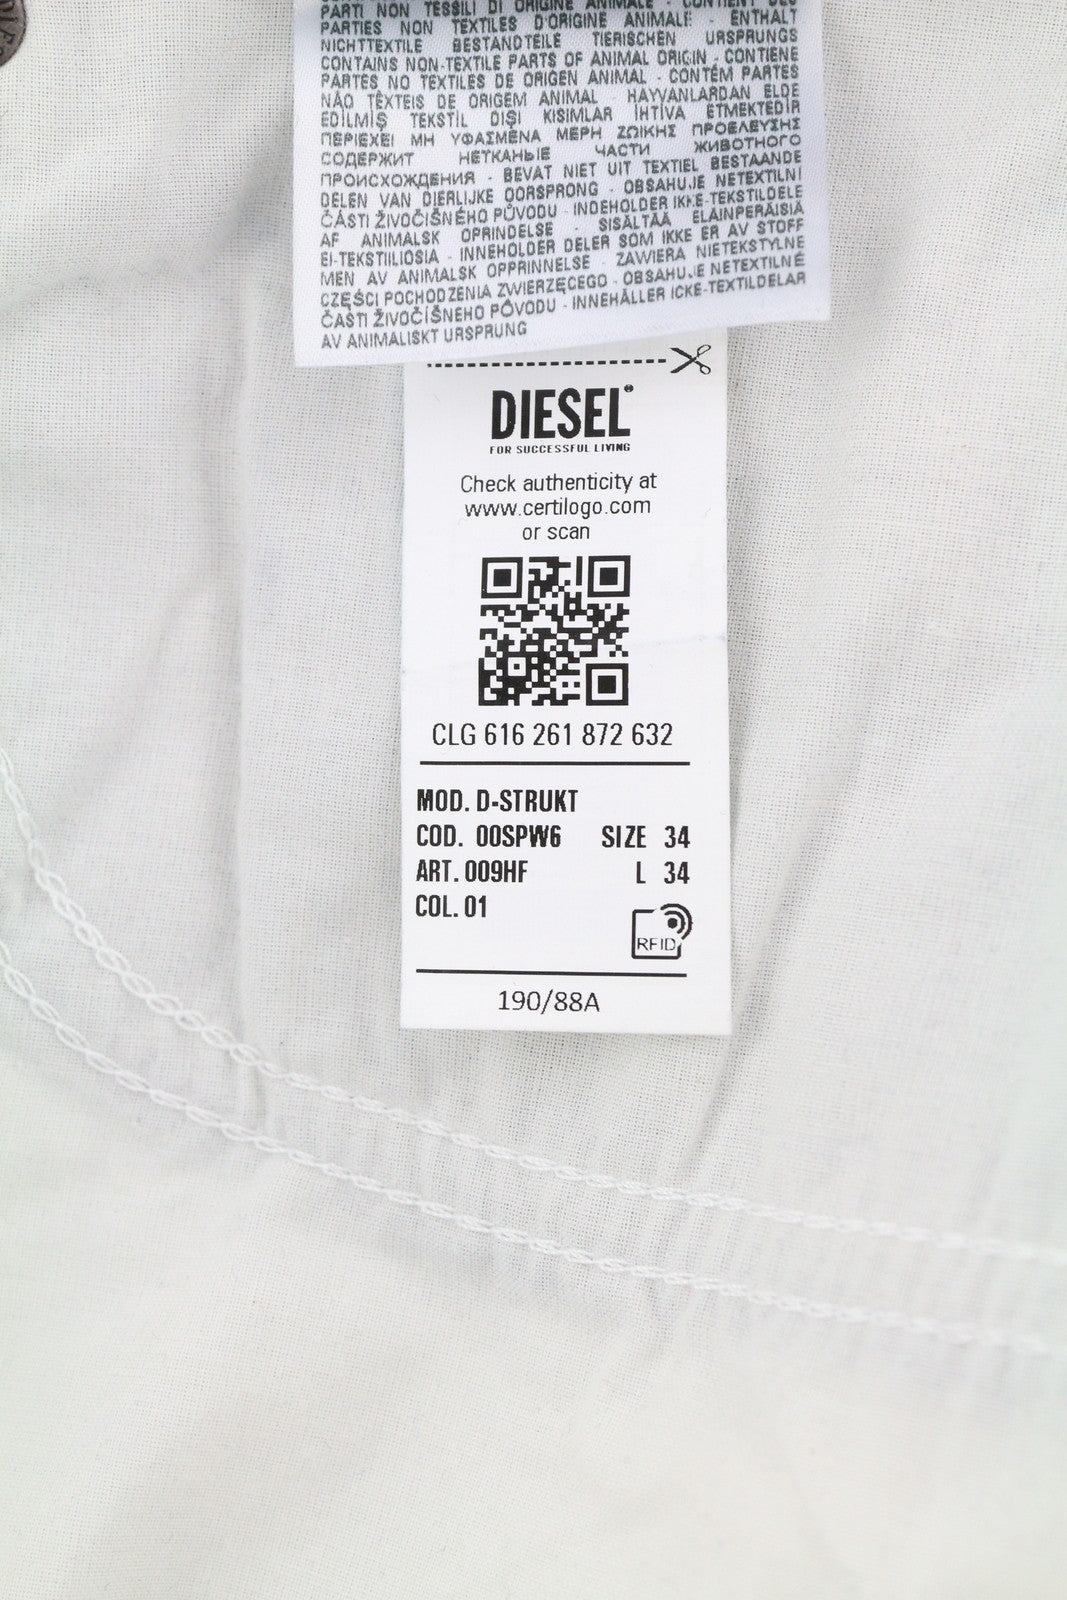 PARTI NON TESSILI DI ORIGINE ANIMALE - CONTIENT DES
PARTIES NON TEXTILES D'ORIGINE ANIMALE - ENTHALT
NICHTTEXTILE BESTANDTEILE TIERISCHEN URSPRUNGS
CONTAINS NON-TEXTILE PARTS OF ANIMAL ORIGIN - CONTIENE
PARTES NO TEXTILES DE ORIGEN ANIMAL - CONTÉM PARTES
NÃO TÊXTEIS DE ORIGEM ANIMAL HAYVANLARDAN ELDE
EDİLMİŞ TEKSTİL DIŞI KISIMLAR İHTİVA ETMEKTEDİR
ΠΕΡΙΕΧΕΙ ΜΗ ΥΦΑΣΜΕΝΑ ΜΕΡΗ ΖΩΙΚΗΣ ΠΡΟΕΛΕΥΣΗΣ
СОДЕРЖИТ НЕТКАНЫЕ ЧАСТИ ЖИВОТНОГО
ПРОИСХОЖДЕНИЯ - BEVAT NIET UIT TEXTIEL BESTAANDE
DELEN VAN DIERLIJKE OORSPRONG - OBSAHUJE NETEXTILNI
ČÁSTI ŽIVOČIŠNÉHO PŮVODU - INDEHOLDER IKKE-TEKSTILDELE
AF ANIMALSK OPRINDELSE - SISÄLTÄÄ ELÄINPERÄISIÄ
EI-TEKSTIILIOSIA - INNEHOLDER DELER SOM IKKE ER AV STOFF
MEN AV ANIMALSK OPPRINNELSE - ZAWIERA NIETEKSTYLNE
CZĘŚCI POCHODZENIA ZWIERZĘCEGO - OBSAHUJE NETEXTILNÉ
ČASTI ŽIVOČÍŠNEHO PÔVODU - INNEHÅLLER ICKE-TEXTILDELAR
AV ANIMALISKT URSPRUNG
DIESEL®
FOR SUCCESSFUL LIVING
Check authenticity at
www.certilogo.com
or scan
CLG 616 261 872 632
MOD. D-STRUKT
COD. 00SPW6 SIZE 34
ART. 009HF L 34
COL. 01
RFID
190/88A